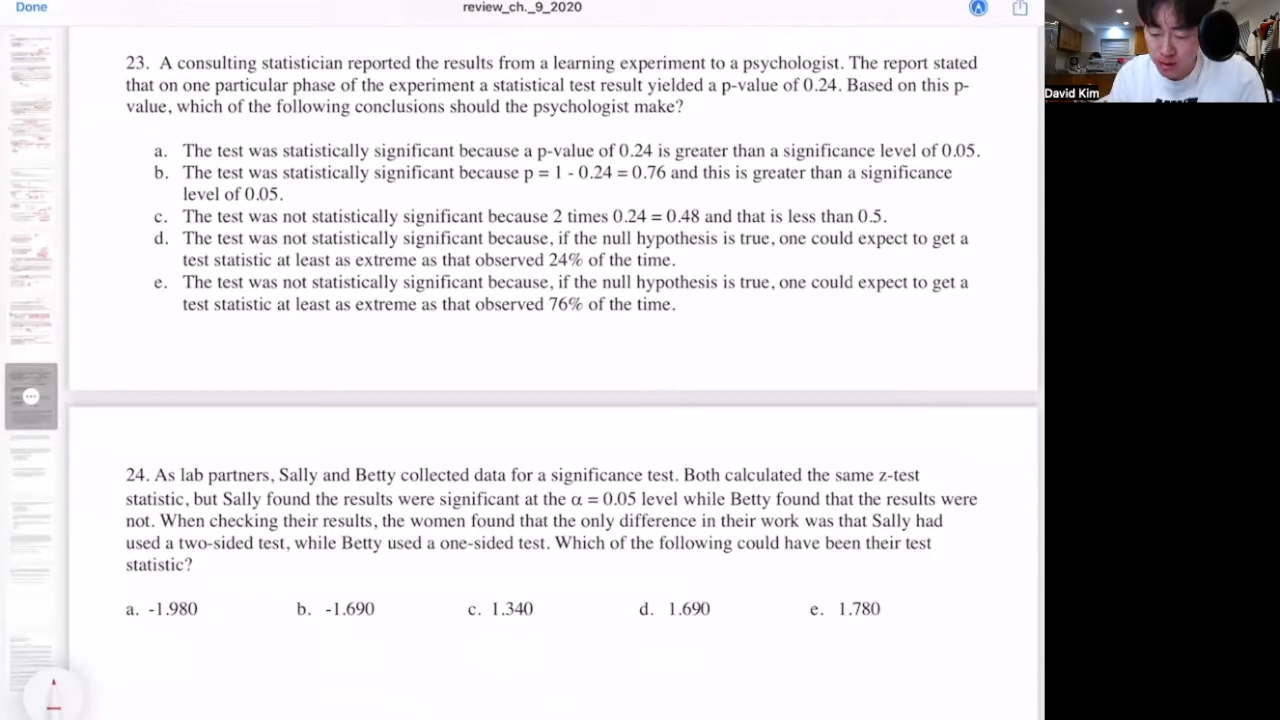 Done
review_ch._9_2020
David Kim
23. A consulting statistician reported the results from a learning experiment to a psychologist. The report stated
that on one particular phase of the experiment a statistical test result yielded a p-value of 0.24. Based on this p-
value, which of the following conclusions should the psychologist make?
a. The test was statistically significant because a p-value of 0.24 is greater than a significance level of 0.05.
b. The test was statistically significant because p = 1 - 0.24 = 0.76 and this is greater than a significance
level of 0.05.
c. The test was not statistically significant because 2 times 0.24 = 0.48 and that is less than 0.5.
d. The test was not statistically significant because, if the null hypothesis is true, one could expect to get a
test statistic at least as extreme as that observed 24% of the time.
e. The test was not statistically significant because, if the null hypothesis is true, one could expect to get a
test statistic at least as extreme as that observed 76% of the time.
24. As lab partners, Sally and Betty collected data for a significance test. Both calculated the same z-test
statistic, but Sally found the results were significant at the α = 0.05 level while Betty found that the results were
not. When checking their results, the women found that the only difference in their work was that Sally had
used a two-sided test, while Betty used a one-sided test. Which of the following could have been their test
statistic?
a. -1.980 b. -1.690 c. 1.340 d. 1.690 e. 1.780